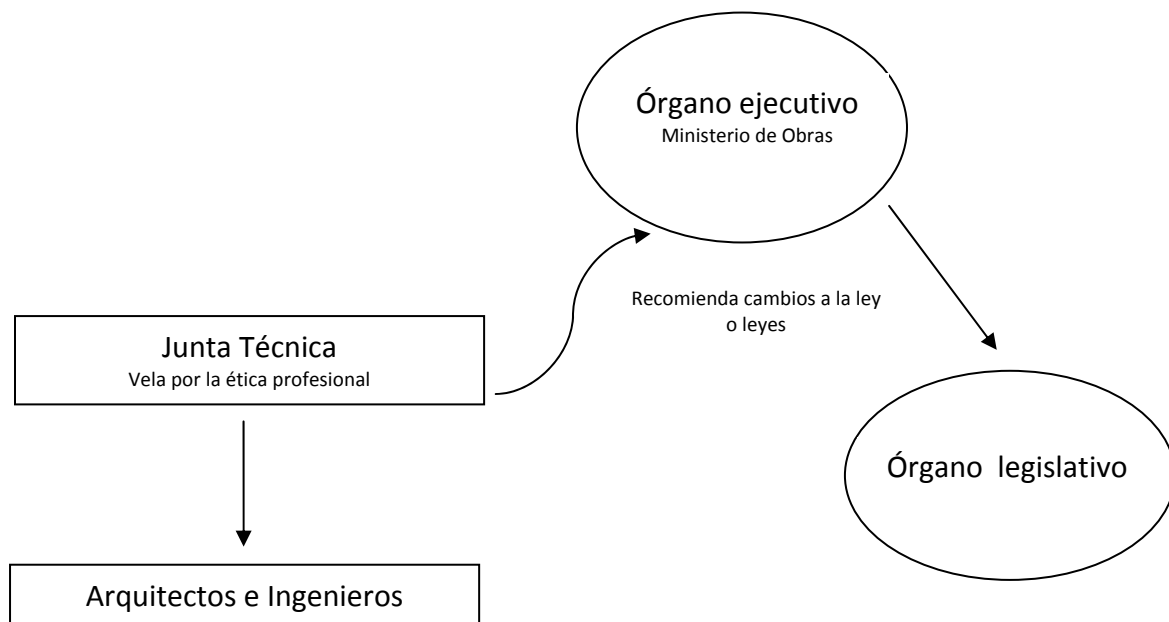 Órgano ejecutivo
Ministerio de Obras
Recomienda cambios a la ley
o leyes
Junta Técnica
Vela por la ética profesional
Órgano legislativo
Arquitectos e Ingenieros